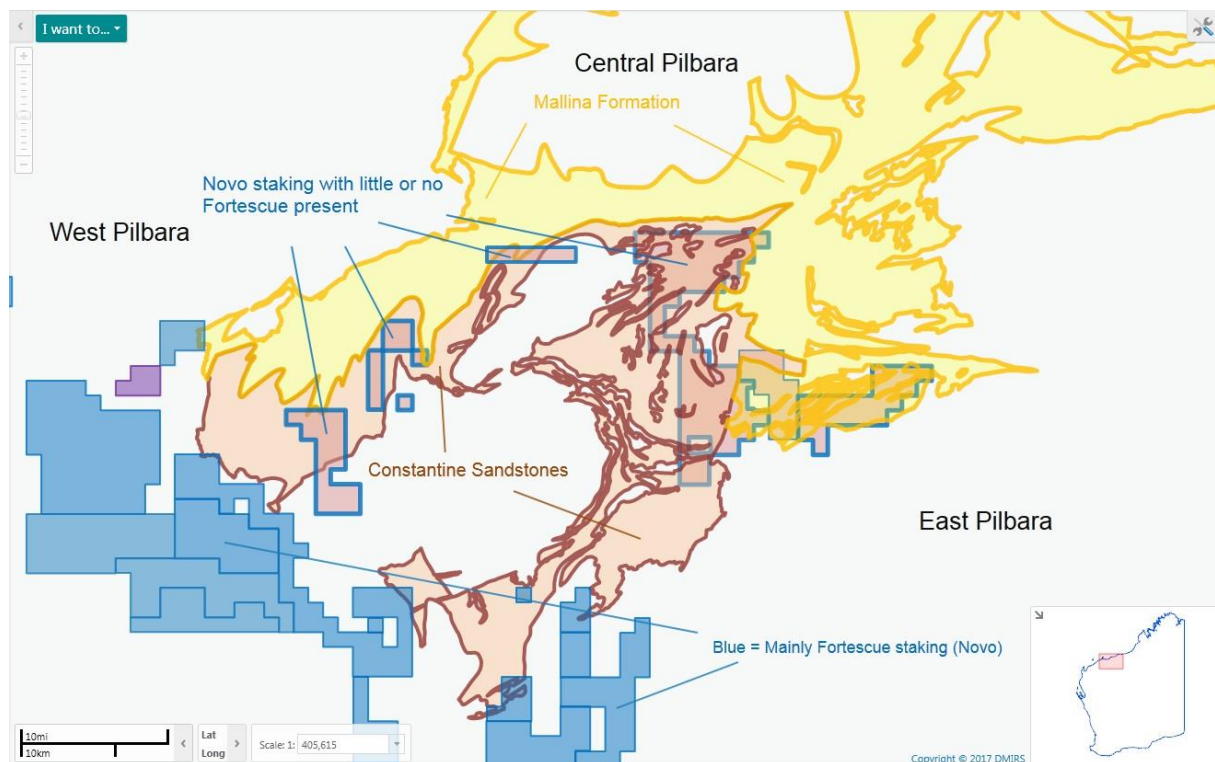 I want to...
Central Pilbara
Mallina Formation
Novo staking with little or no
Fortescue present
West Pilbara
Constantine Sandstones
East Pilbara
Blue = Mainly Fortescue staking (Novo)
10mi
10km
Lat
Long
Scale: 1: 405,615
Copyright © 2017 DMIRS